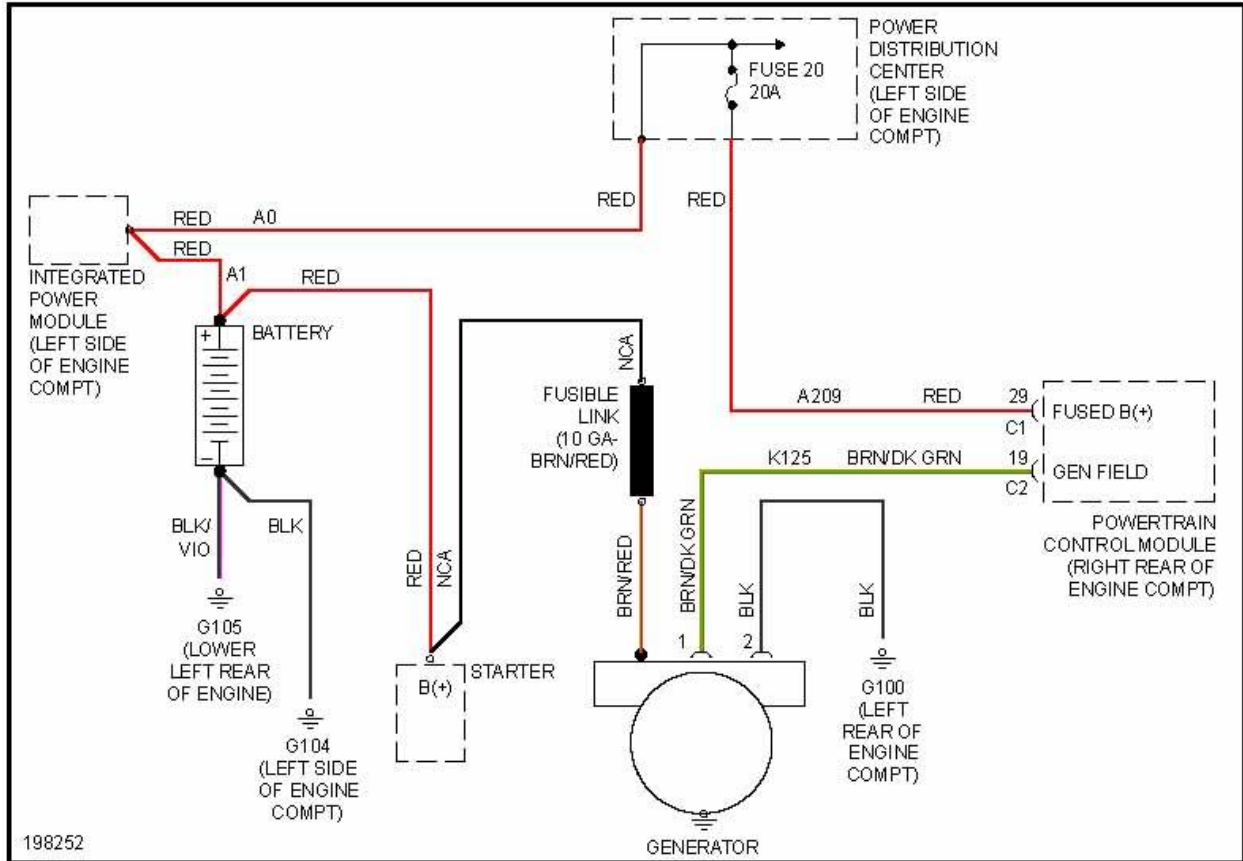 POWER
DISTRIBUTION
CENTER
(LEFT SIDE
OF ENGINE
COMPT)
FUSE 20
20A
RED
RED
RED
A0
RED
A1
RED
INTEGRATED
POWER
MODULE
(LEFT SIDE
OF ENGINE
COMPT)
+
BATTERY
−
BLK/
VIO
BLK
G105
(LOWER
LEFT REAR
OF ENGINE)
G104
(LEFT SIDE
OF ENGINE
COMPT)
RED
NCA
B(+)
STARTER
NCA
FUSIBLE
LINK
(10 GA-
BRN/RED)
BRN/RED
BRN/DK GRN
BLK
BLK
1
2
A209
RED
29
C1
FUSED B(+)
K125
BRN/DK GRN
19
C2
GEN FIELD
POWERTRAIN
CONTROL MODULE
(RIGHT REAR OF
ENGINE COMPT)
G100
(LEFT
REAR OF
ENGINE
COMPT)
GENERATOR
198252